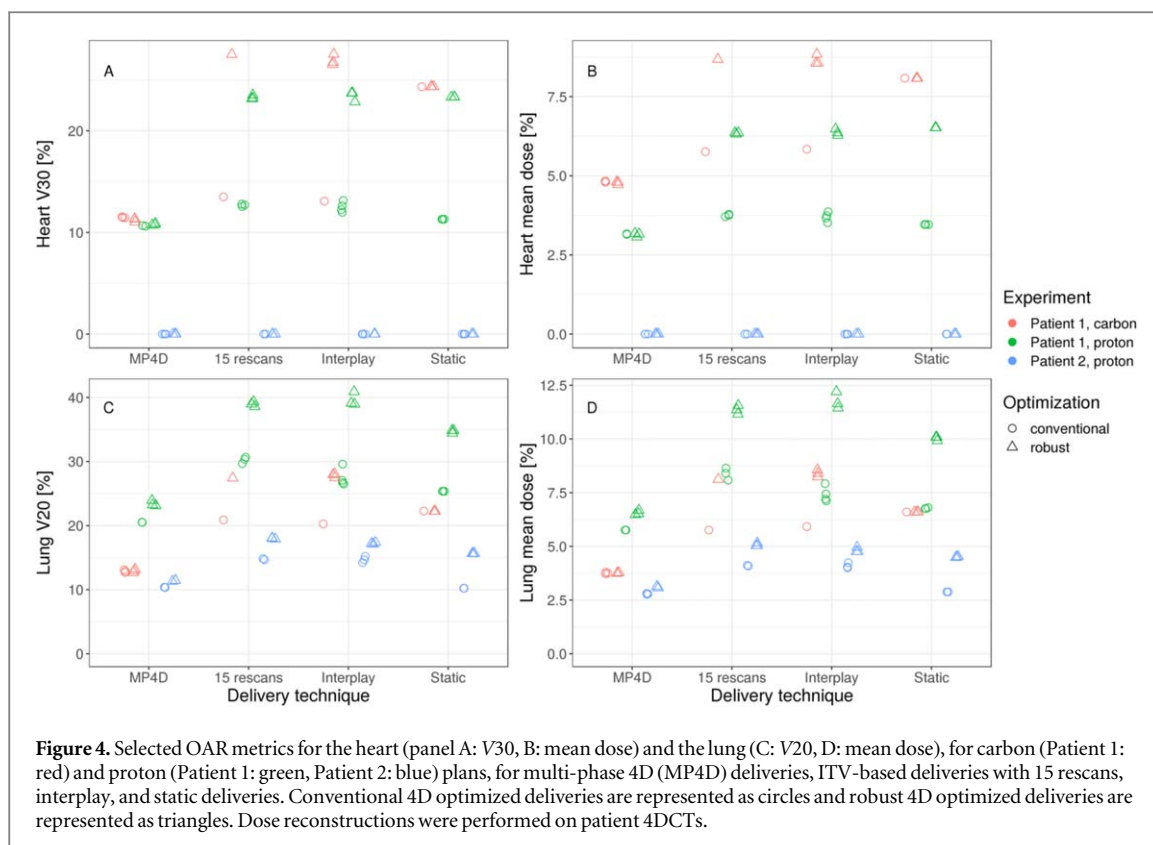 A
B
Heart V30 [%]
20
10
0
MP4D
15 rescans
Interplay
Static
Heart mean dose [%]
7.5
5.0
2.5
0.0
MP4D
15 rescans
Interplay
Static
C
D
Lung V20 [%]
40
30
20
10
0
MP4D
15 rescans
Interplay
Static
Delivery technique
Lung mean dose [%]
12.5
10.0
7.5
5.0
2.5
0.0
MP4D
15 rescans
Interplay
Static
Delivery technique
Experiment
Patient 1, carbon
Patient 1, proton
Patient 2, proton
Optimization
conventional
robust
Figure 4. Selected OAR metrics for the heart (panel A: V30, B: mean dose) and the lung (C: V20, D: mean dose), for carbon (Patient 1:
red) and proton (Patient 1: green, Patient 2: blue) plans, for multi-phase 4D (MP4D) deliveries, ITV-based deliveries with 15 rescans,
interplay, and static deliveries. Conventional 4D optimized deliveries are represented as circles and robust 4D optimized deliveries are
represented as triangles. Dose reconstructions were performed on patient 4DCTs.